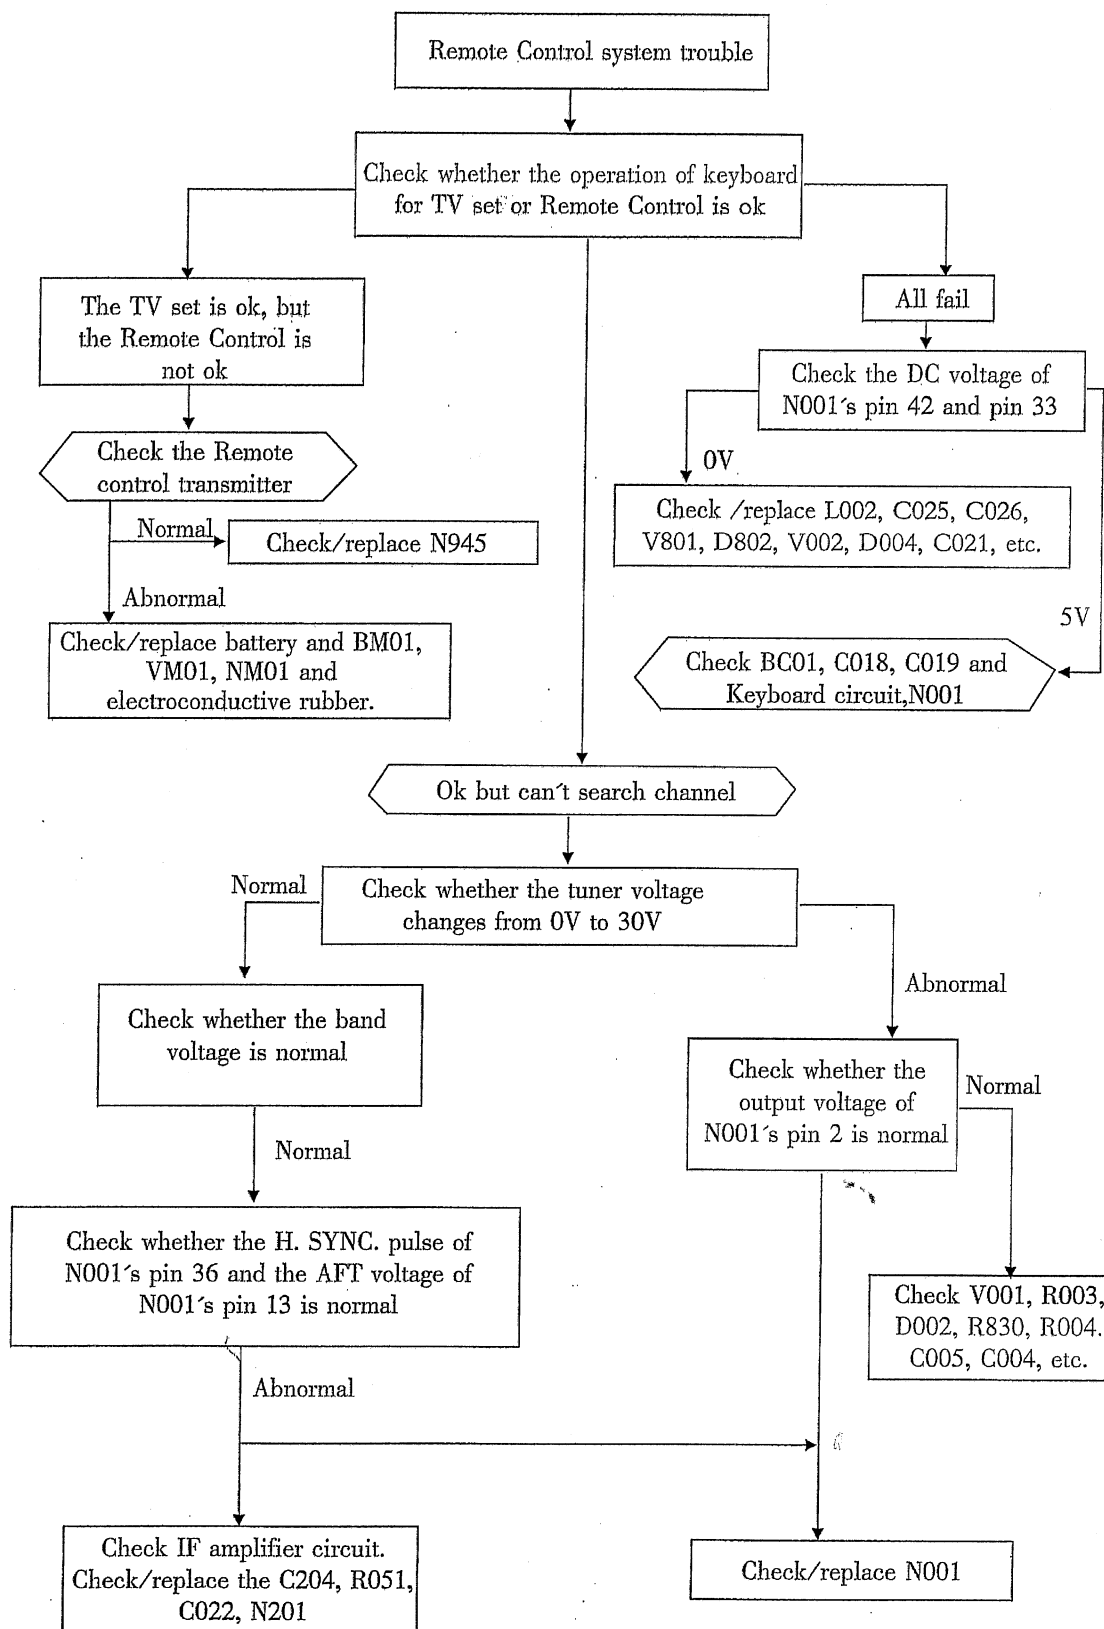 Remote Control system trouble
Check whether the operation of keyboard
for TV set or Remote Control is ok
The TV set is ok, but
the Remote Control is
not ok
All fail
Check the DC voltage of
N001's pin 42 and pin 33
Check the Remote
control transmitter
0V
Normal
Check/replace N945
Check /replace L002, C025, C026,
V801, D802, V002, D004, C021, etc.
Abnormal
5V
Check/replace battery and BM01,
VM01, NM01 and
electroconductive rubber.
Check BC01, C018, C019 and
Keyboard circuit,N001
Ok but can't search channel
Normal
Check whether the tuner voltage
changes from 0V to 30V
Abnormal
Check whether the band
voltage is normal
Check whether the
output voltage of
N001's pin 2 is normal
Normal
Normal
Check whether the H. SYNC. pulse of
N001's pin 36 and the AFT voltage of
N001's pin 13 is normal
Check V001, R003,
D002, R830, R004.
C005, C004, etc.
Abnormal
Check IF amplifier circuit.
Check/replace the C204, R051,
C022, N201
Check/replace N001